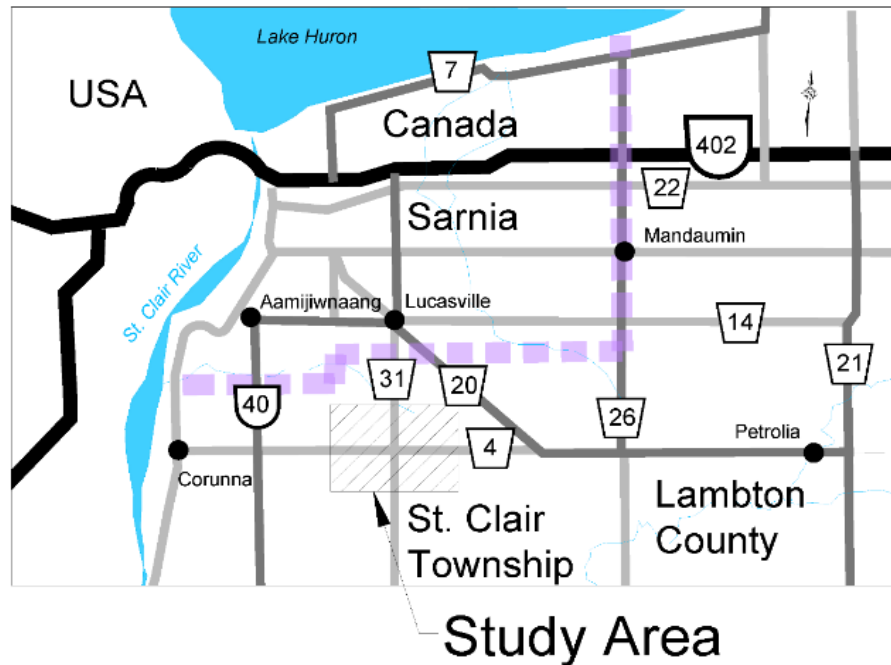 Lake Huron
USA
7
Canada
402
22
Sarnia
Mandaumin
St. Clair River
Aamijiwnaang
Lucasville
14
31
20
21
40
26
4
Petrolia
Corunna
St. Clair
Township
Lambton
County
Study Area